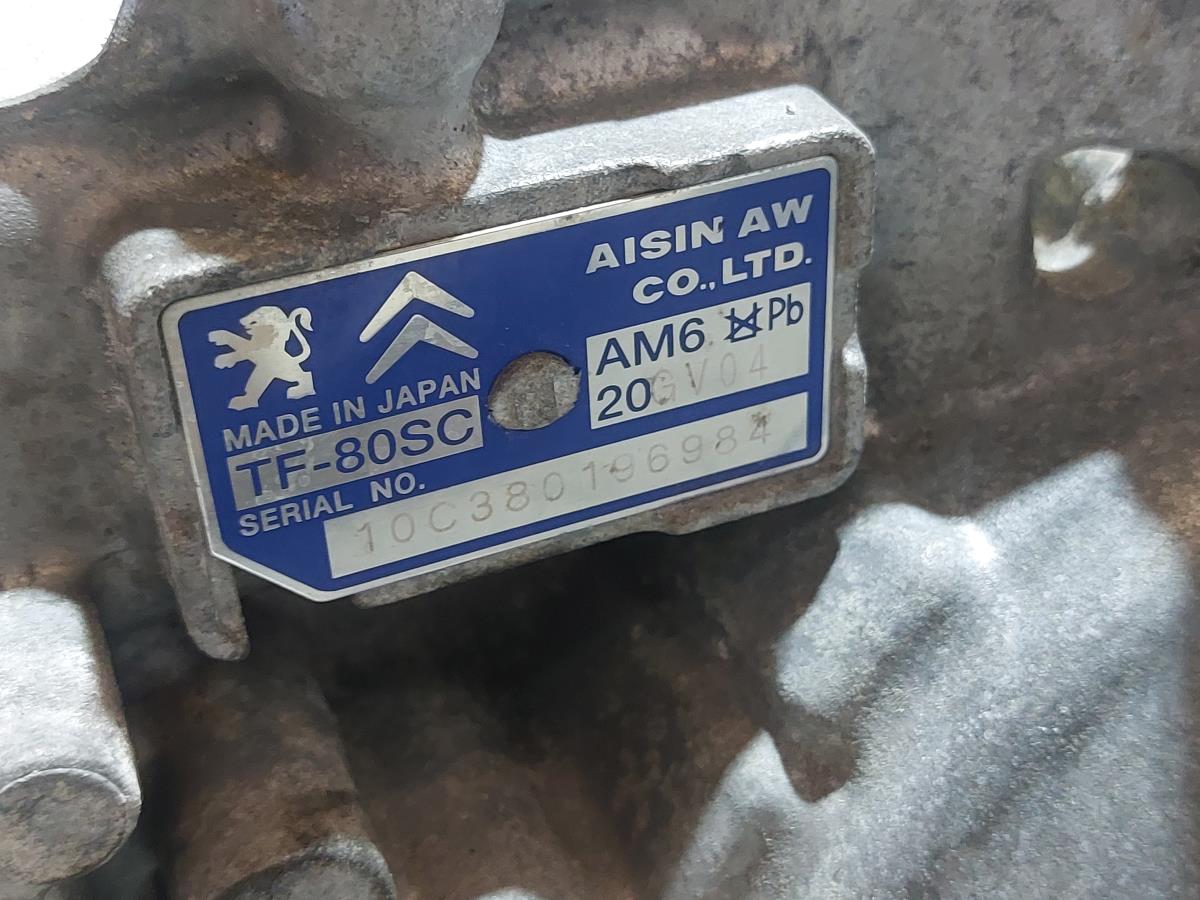 AISIN AW
CO.,LTD.
MADE IN JAPAN
TF-80SC
AM6 Pb
20GV04
SERIAL NO.
10C380196984